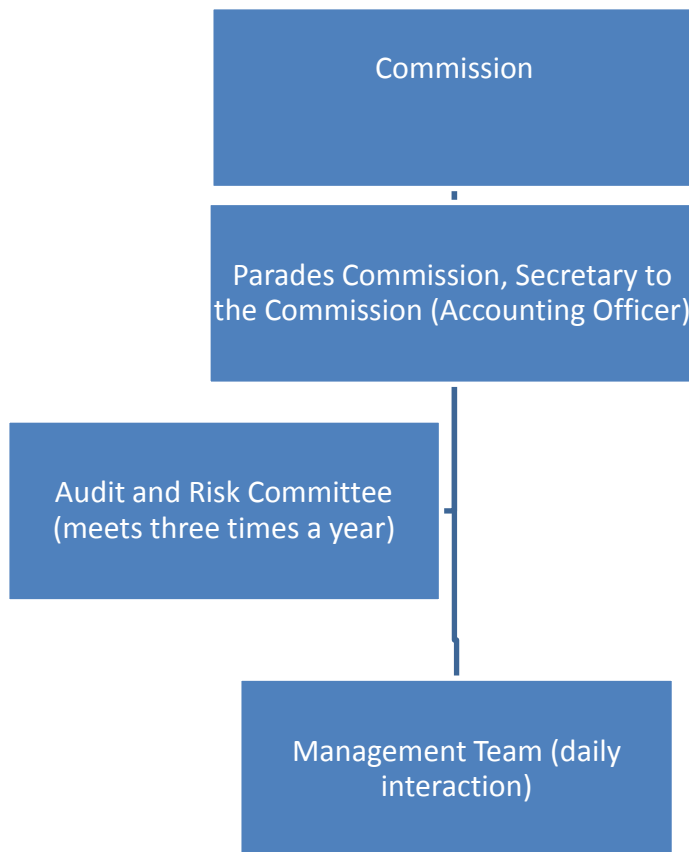 Commission
Parades Commission, Secretary to
the Commission (Accounting Officer)
Audit and Risk Committee
(meets three times a year)
Management Team (daily
interaction)